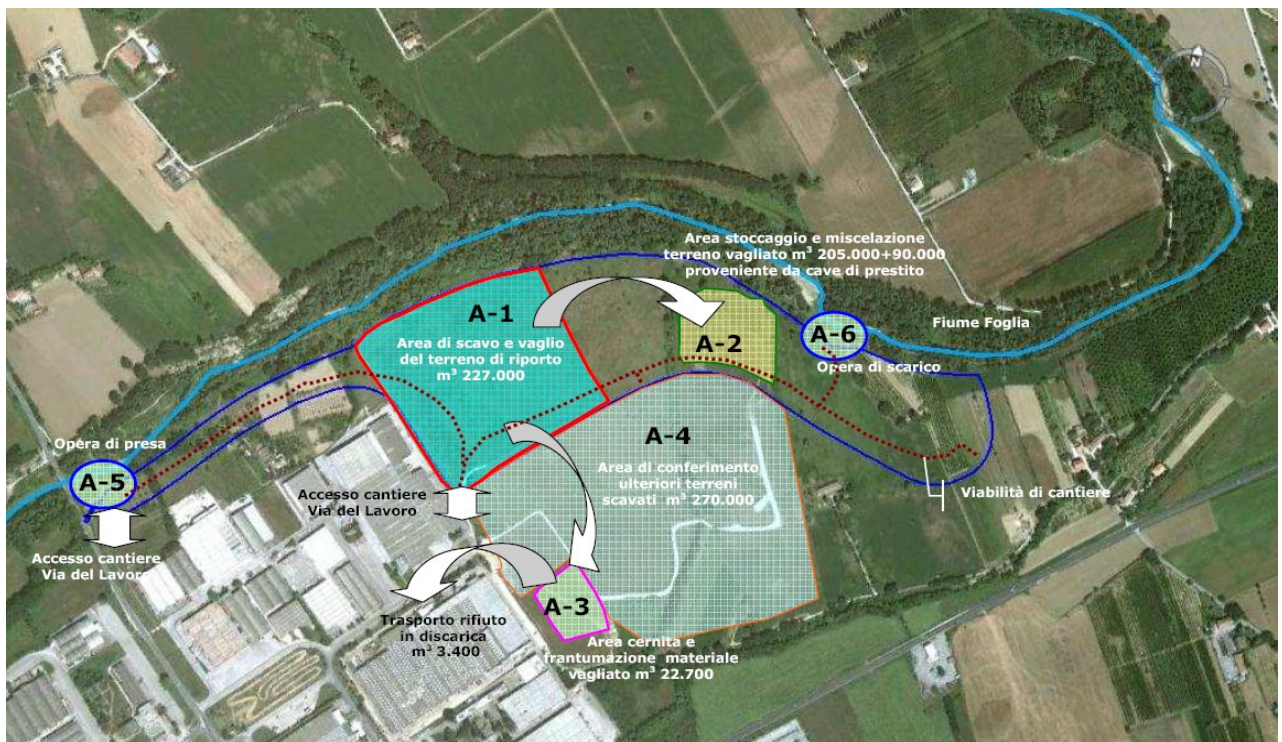 N
Area stoccaggio e miscelazione
terreno vagliato m³ 205.000+90.000
proveniente da cave di prestito
A-1
Area di scavo e vaglio
del terreno di riporto
m³ 227.000
A-2
A-6
Fiume Foglia
Opera di scarico
A-4
Area di conferimento
ulteriori terreni
scavati m³ 270.000
Opera di presa
A-5
Accesso cantiere
Via del Lavoro
Accesso cantiere
Via del Lavoro
Viabilità di cantiere
A-3
Trasporto rifiuto
in discarica
m³ 3.400
Area cernita e
frantumazione materiale
vagliato m³ 22.700